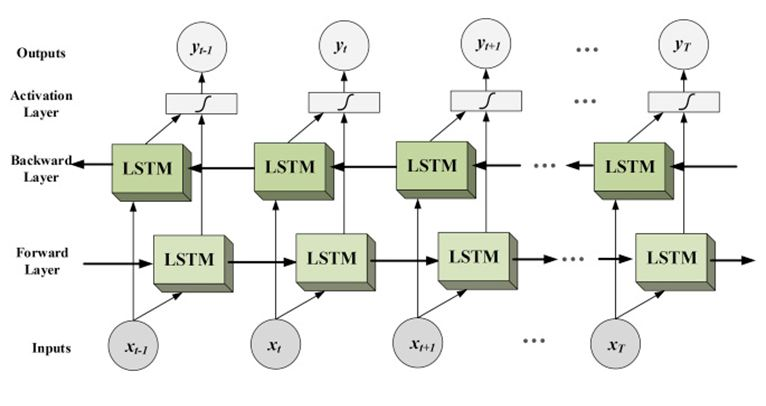 Outputs
y_{t-1} y_t y_{t+1} ... y_T
Activation
Layer
∫ ∫ ∫ ... ∫
Backward
Layer
LSTM LSTM LSTM ... LSTM
Forward
Layer
LSTM LSTM LSTM ... LSTM
Inputs
x_{t-1} x_t x_{t+1} ... x_T